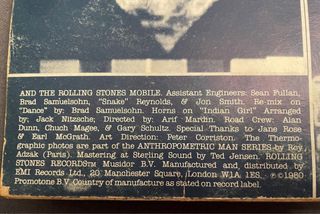 AND THE ROLLING STONES MOBILE. Assistant Engineers: Sean Fullan,
Brad Samuelsohn, "Snake" Reynolds, & Jon Smith. Re-mix on
"Dance" by: Brad Samuelsohn. Horns on "Indian Girl" Arranged
by; Jack Nitzsche; Directed by: Arif Mardin. Road Crew: Alan
Dunn, Chuch Magee, & Gary Schultz. Special Thanks to Jane Rose
& Earl McGrath. Art Direction: Peter Corriston. The Thermo-
graphic photos are part of the ANTHROPOMETRIC MAN SERIES by Roy
Adzak (Paris). Mastering at Sterling Sound by Ted Jensen. ROLLING
STONES RECORDS TM Musidor B.V. Manufactured and distributed by
EMI Records Ltd., 20, Manchester Square, London W1A 1ES. ℗©1980
Promotone B.V. Country of manufacture as stated on record label.